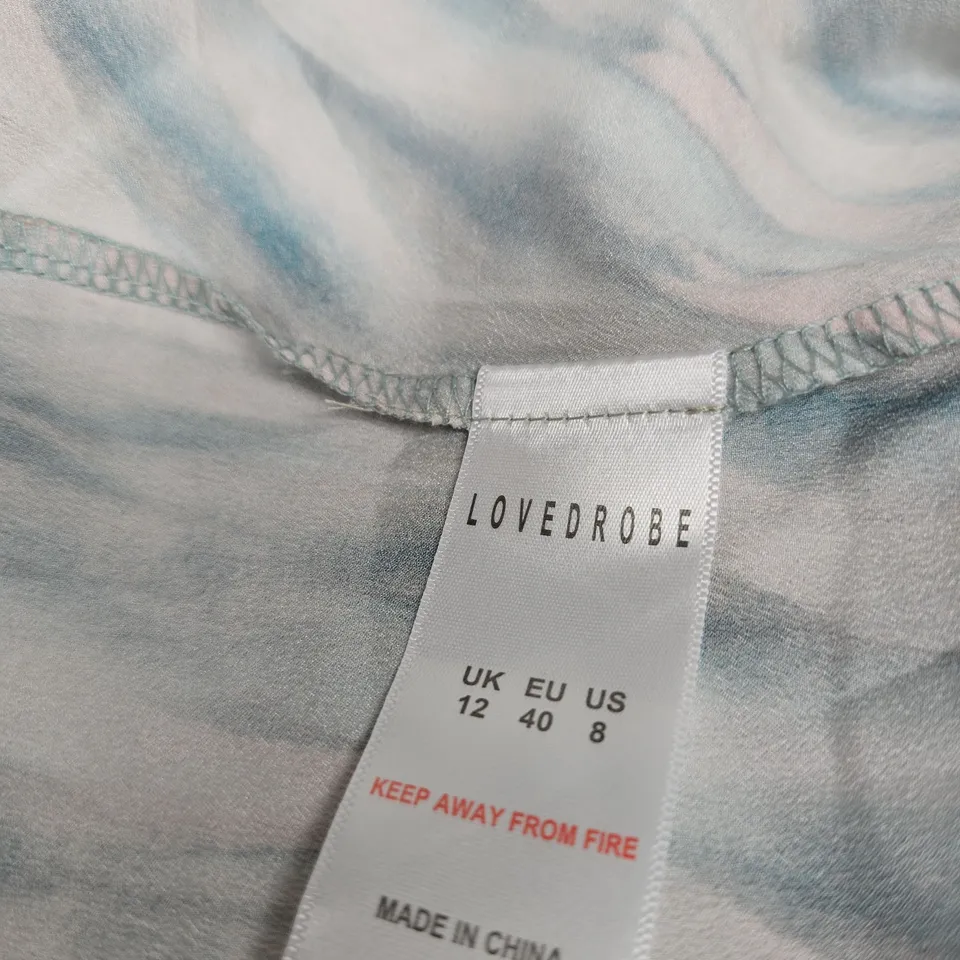 LOVEDROBE
UK EU US
12 40 8
KEEP AWAY FROM FIRE
MADE IN CHINA